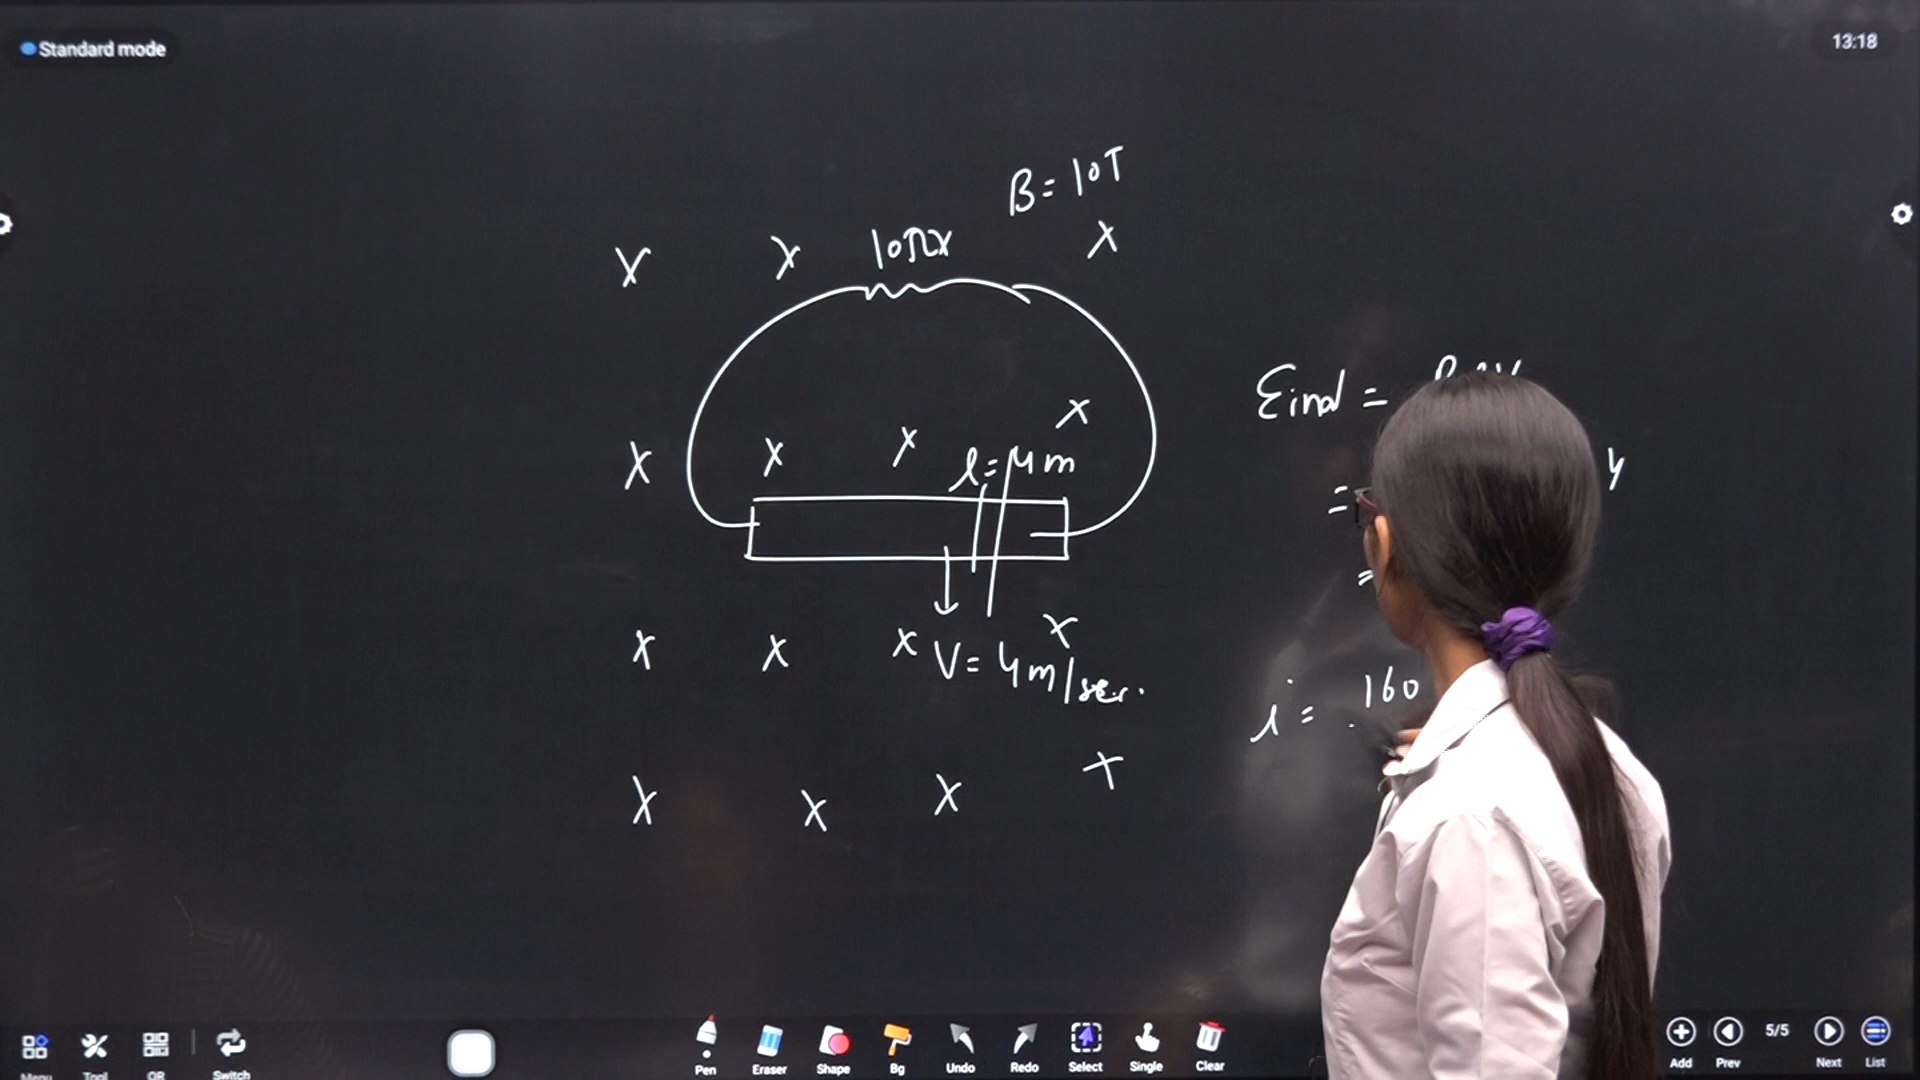 Standard mode
13:18
B = 10T
X X 10Ω X X
X X X X
l = 4m
X X X X
V = 4m/sec.
X X X X
Eind =
= 4
=
i = 160
Pen Eraser Shape Bg Undo Redo Select Single Clear
Menu Tool QR Switch
Add Prev 5/5 Next List